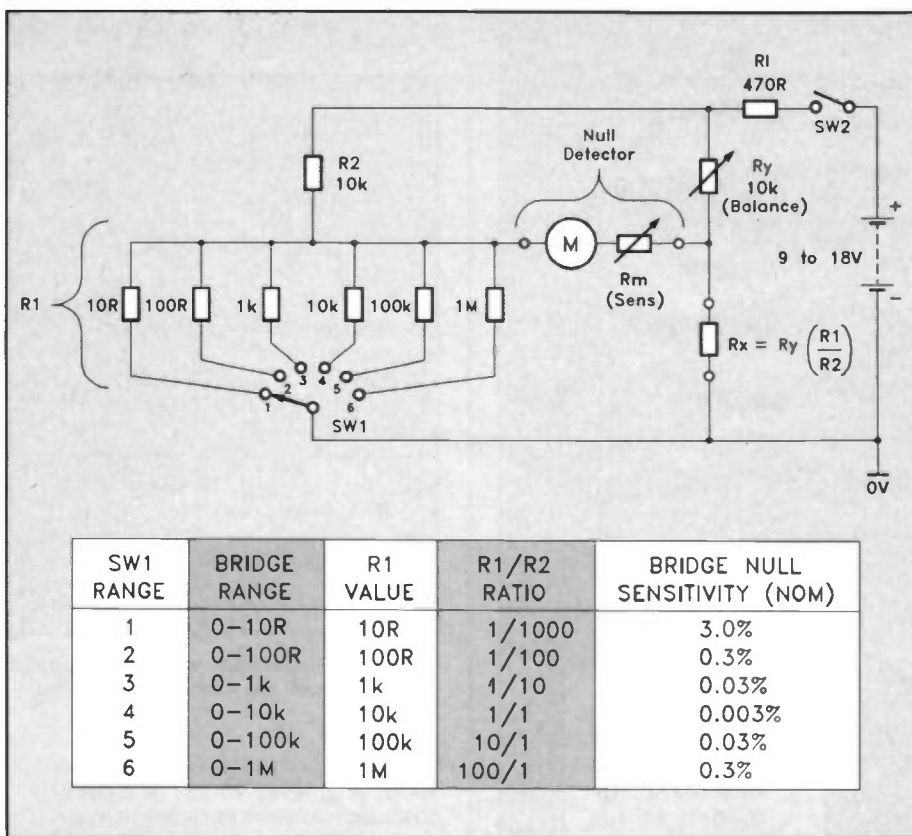 R1
470R
SW2
Null
Detector
R2
10k
Ry
10k
(Balance)
+
M
9 to 18V
Rm
(Sens)
-
R1
10R 100R 1k 10k 100k 1M
Rx = Ry (R1/R2)
1 2 3 4 5 6
SW1
0V
SW1 RANGE | BRIDGE RANGE | R1 VALUE | R1/R2 RATIO | BRIDGE NULL SENSITIVITY (NOM)
1 0-10R 10R 1/1000 3.0%
2 0-100R 100R 1/100 0.3%
3 0-1k 1k 1/10 0.03%
4 0-10k 10k 1/1 0.003%
5 0-100k 100k 10/1 0.03%
6 0-1M 1M 100/1 0.3%